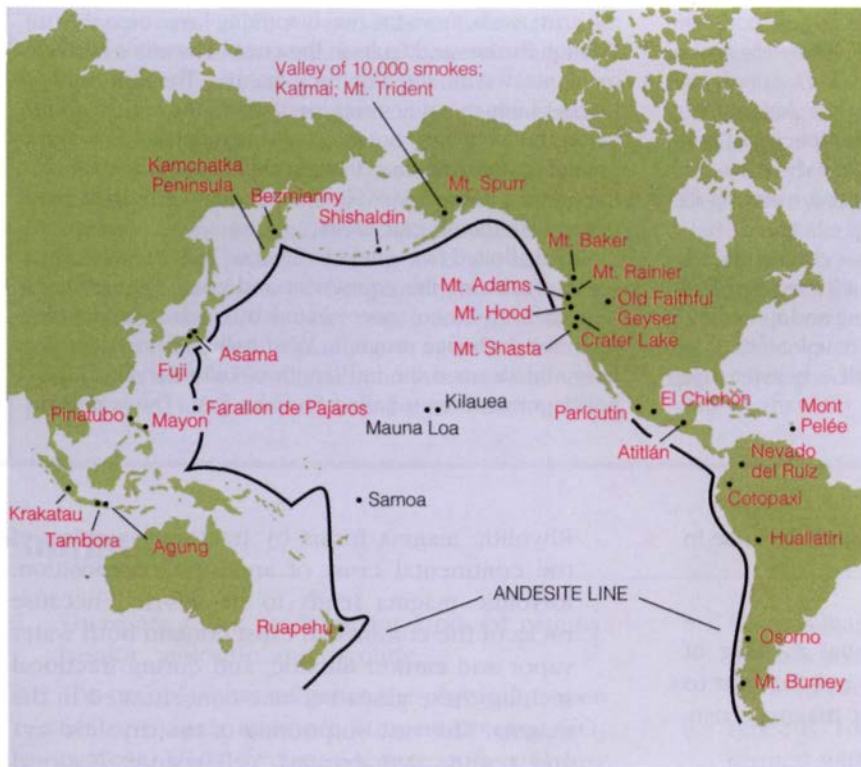 Valley of 10,000 smokes:
Katmai; Mt. Trident
Kamchatka
Peninsula
Bezmianny
Mt. Spurr
Shishaldin
Mt. Baker
Mt. Rainier
Mt. Adams
Old Faithful
Geyser
Mt. Hood
Crater Lake
Mt. Shasta
Asama
Fuji
Farallon de Pajaros
Kilauea
Mauna Loa
Pinatubo
Mayon
Parícutin
El Chichón
Atitlán
Mont
Pelée
Nevado
del Ruíz
Cotopaxi
Samoa
Krakatau
Tambora
Agung
Huallatiri
ANDESITE LINE
Ruapehu
Osorno
Mt. Burney